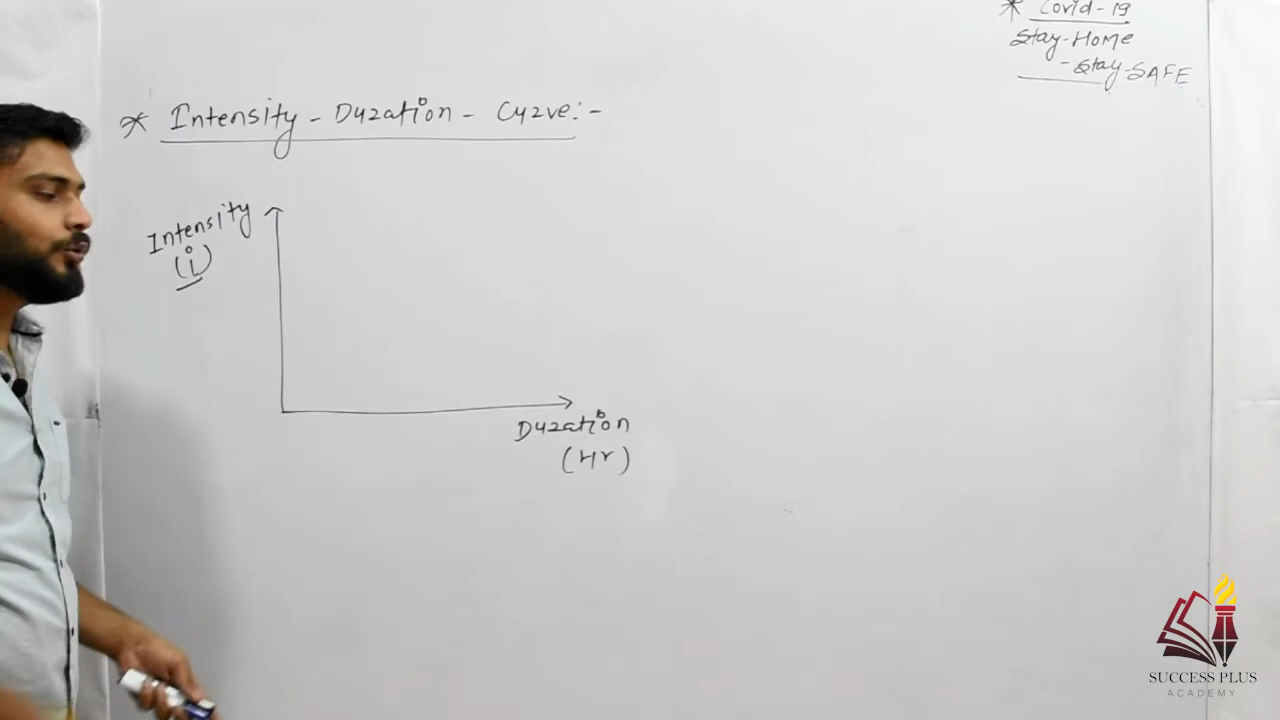 * Covid-19
Stay-Home
- Stay-SAFE
* Intensity - Duration - Curve:-
Intensity
(i)
Duration
(Hr)
SUCCESS PLUS
ACADEMY